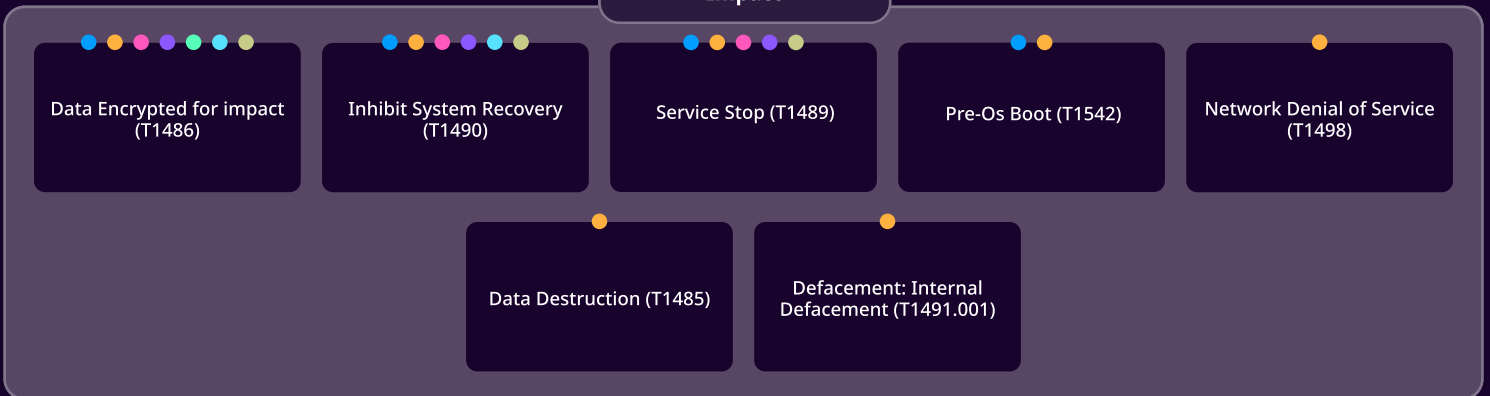 Data Encrypted for impact
(T1486)
Inhibit System Recovery
(T1490)
Service Stop (T1489)
Pre-Os Boot (T1542)
Network Denial of Service
(T1498)
Data Destruction (T1485)
Defacement: Internal
Defacement (T1491.001)